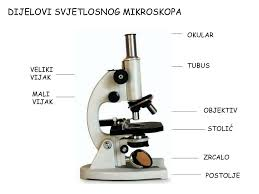 DIJELOVI SVJETLOSNOG MIKROSKOPA
OKULAR
TUBUS
VELIKI
VIJAK
MALI
VIJAK
OBJEKTIV
STOLIĆ
ZRCALO
POSTOLJE